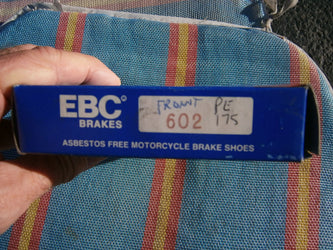 EBC®
BRAKES
FRONT PE
602 175
ASBESTOS FREE MOTORCYCLE BRAKE SHOES